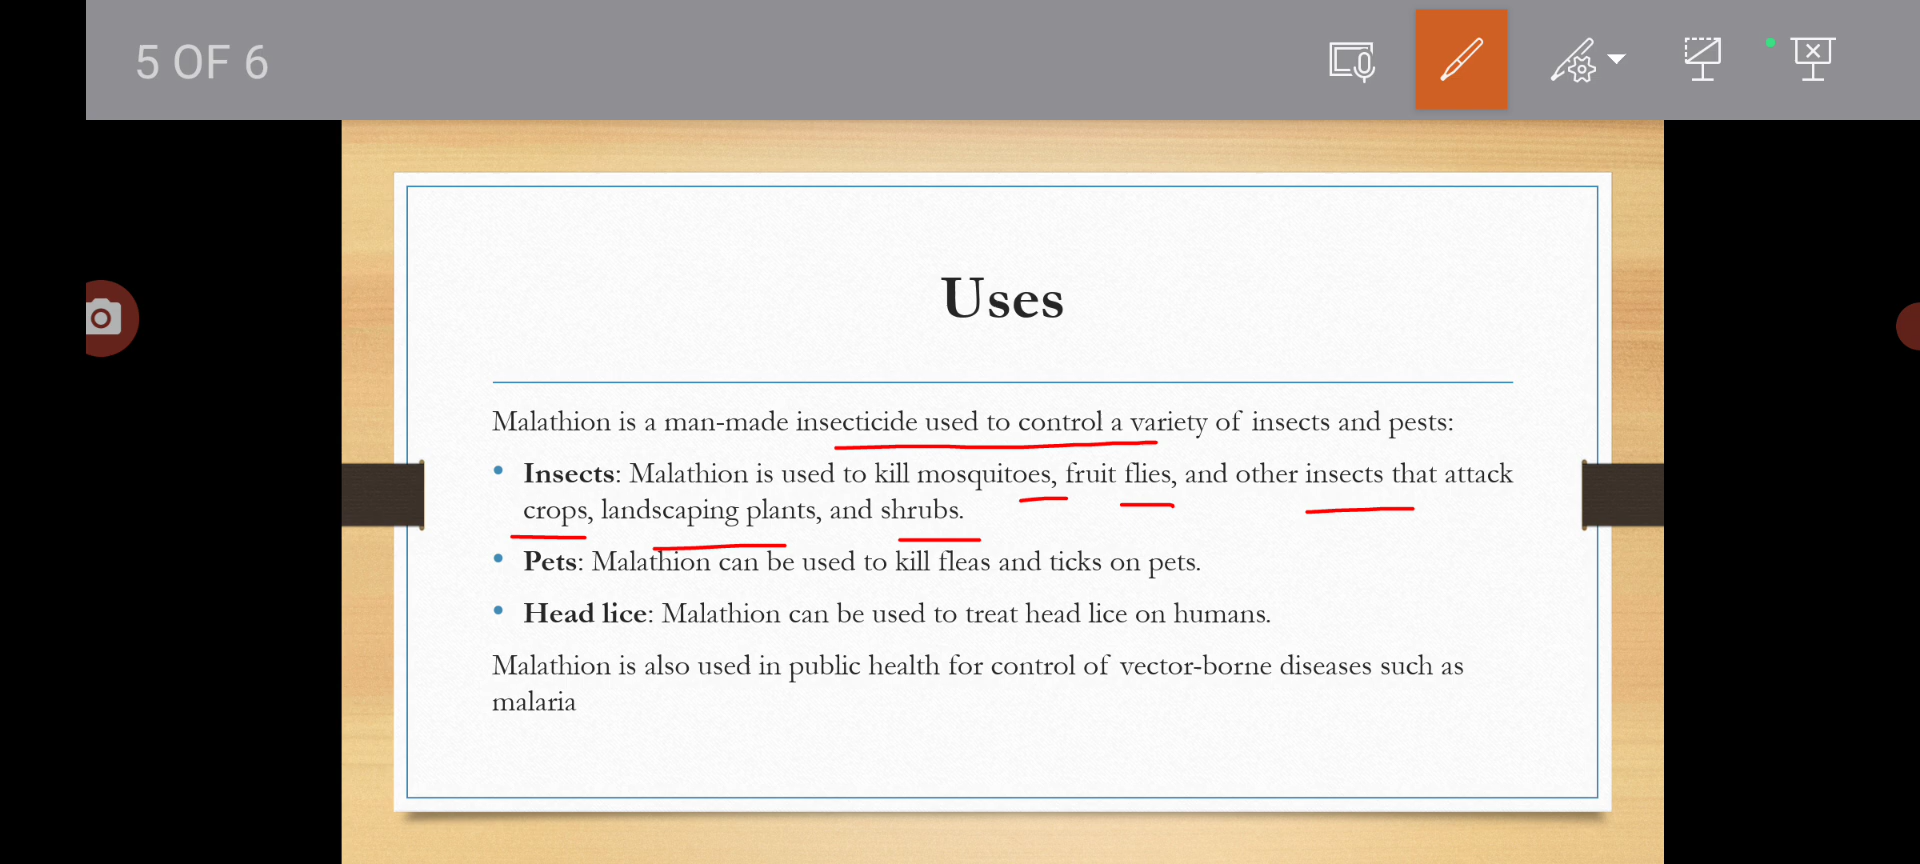 5 OF 6
Uses
Malathion is a man-made insecticide used to control a variety of insects and pests:
• Insects: Malathion is used to kill mosquitoes, fruit flies, and other insects that attack
crops, landscaping plants, and shrubs.
• Pets: Malathion can be used to kill fleas and ticks on pets.
• Head lice: Malathion can be used to treat head lice on humans.
Malathion is also used in public health for control of vector-borne diseases such as
malaria